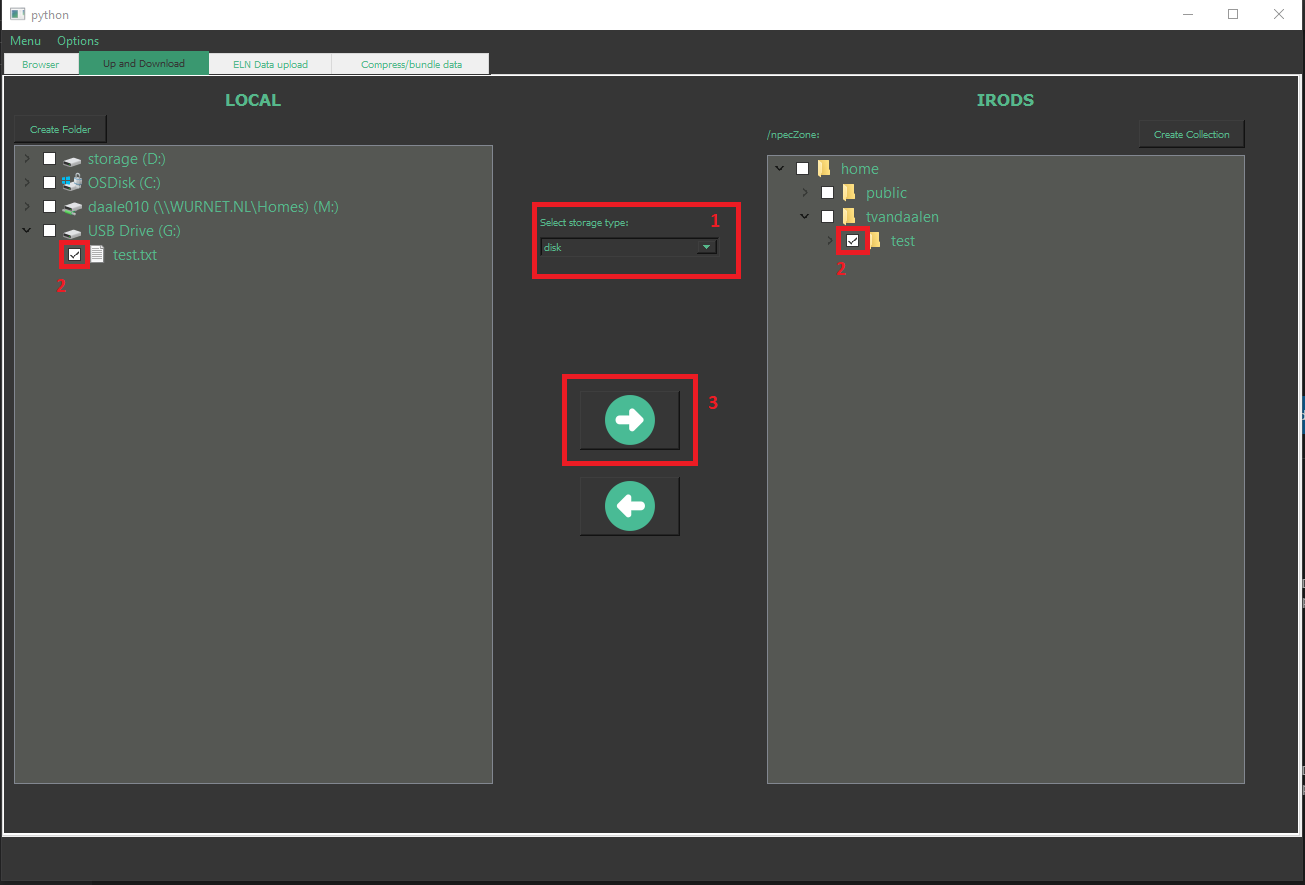 python
Menu Options
Browser Up and Download ELN Data upload Compress/bundle data
LOCAL
Create Folder
storage (D:)
OSDisk (C:)
daale010 (\\WURNET.NL\Homes) (M:)
USB Drive (G:)
test.txt
2
Select storage type:
1
disk
3
IRODS
/npecZone:
Create Collection
home
public
tvandaalen
test
2